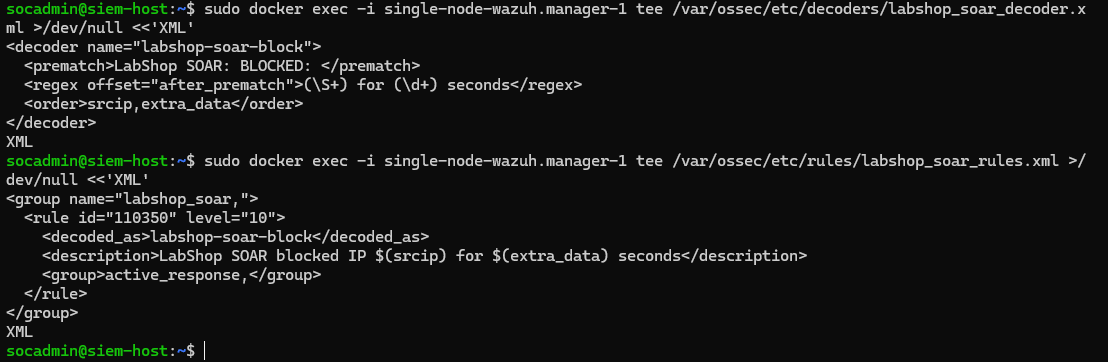 socadmin@siem-host:~$ sudo docker exec -i single-node-wazuh.manager-1 tee /var/ossec/etc/decoders/labshop_soar_decoder.x
ml >/dev/null <<'XML'
<decoder name="labshop-soar-block">
  <prematch>LabShop SOAR: BLOCKED: </prematch>
  <regex offset="after_prematch">(\S+) for (\d+) seconds</regex>
  <order>srcip,extra_data</order>
</decoder>
XML
socadmin@siem-host:~$ sudo docker exec -i single-node-wazuh.manager-1 tee /var/ossec/etc/rules/labshop_soar_rules.xml >/
dev/null <<'XML'
<group name="labshop_soar,">
  <rule id="110350" level="10">
    <decoded_as>labshop-soar-block</decoded_as>
    <description>LabShop SOAR blocked IP $(srcip) for $(extra_data) seconds</description>
    <group>active_response,</group>
  </rule>
</group>
XML
socadmin@siem-host:~$